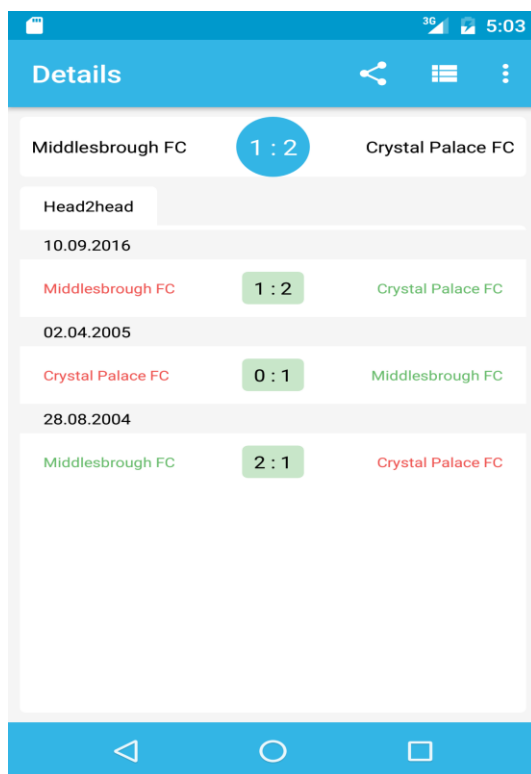 3G 5:03
Details
Middlesbrough FC 1 : 2 Crystal Palace FC
Head2head
10.09.2016
Middlesbrough FC 1 : 2 Crystal Palace FC
02.04.2005
Crystal Palace FC 0 : 1 Middlesbrough FC
28.08.2004
Middlesbrough FC 2 : 1 Crystal Palace FC